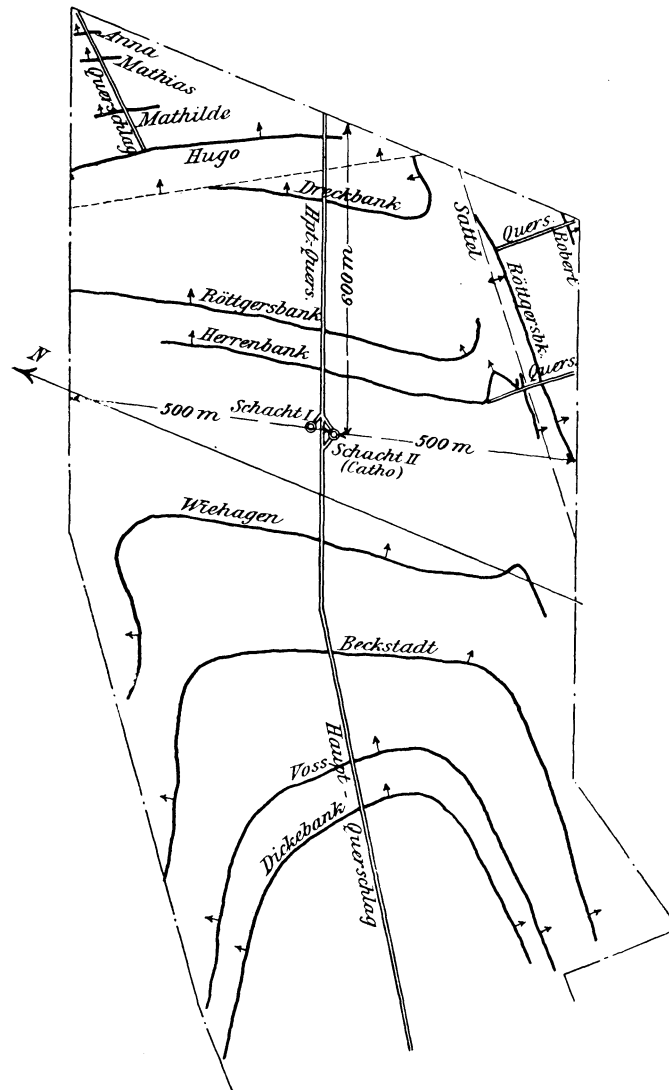 Anna
Mathias
Querschlag
Mathilde
Hugo
Dreckbank
Hpt.-Quers.
600 m
Sattel
Quers.
Robert
Röttgersbk.
Röttgersbank
Herrenbank
Quers.
N
500 m
Schacht I
500 m
Schacht II
(Catho)
Wiehagen
Beckstadt
Voss
Haupt-
Querschlag
Dickebank